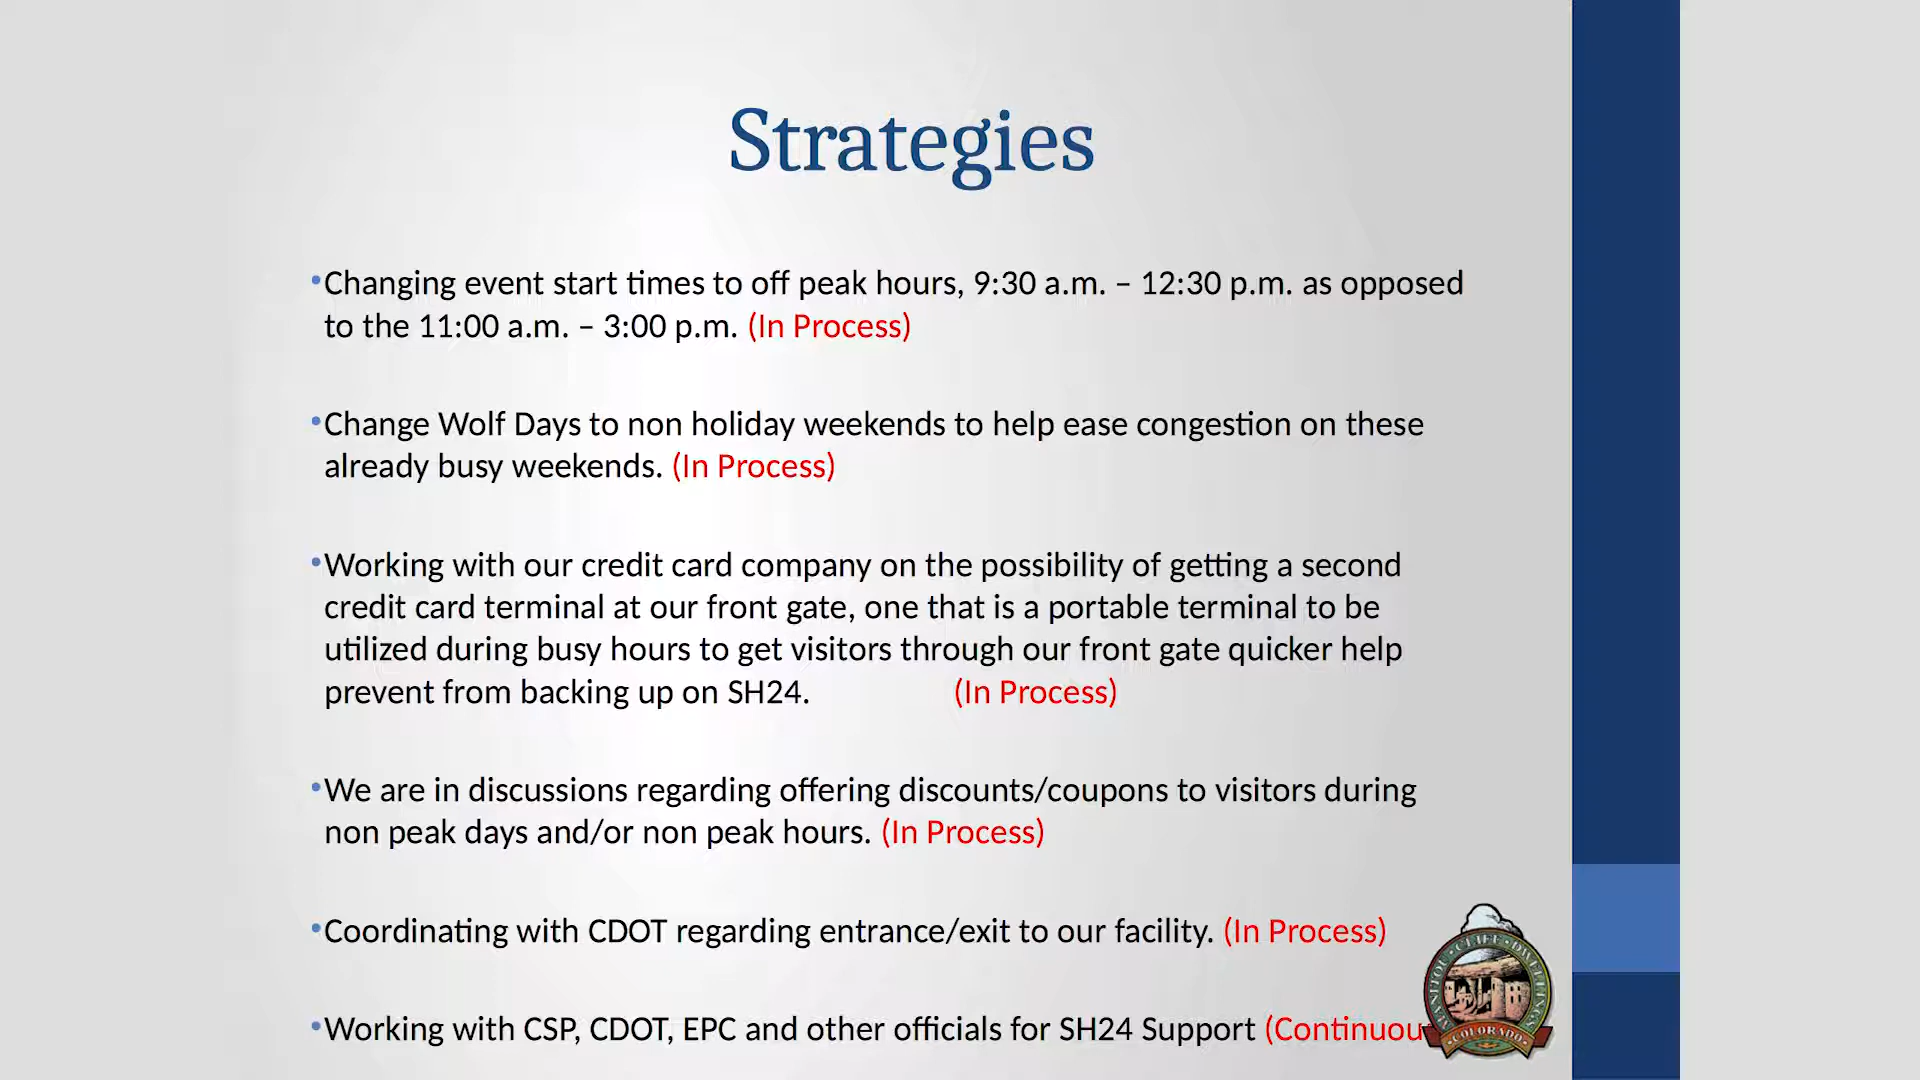 Strategies
•Changing event start times to off peak hours, 9:30 a.m. – 12:30 p.m. as opposed
to the 11:00 a.m. – 3:00 p.m. (In Process)
•Change Wolf Days to non holiday weekends to help ease congestion on these
already busy weekends. (In Process)
•Working with our credit card company on the possibility of getting a second
credit card terminal at our front gate, one that is a portable terminal to be
utilized during busy hours to get visitors through our front gate quicker help
prevent from backing up on SH24. (In Process)
•We are in discussions regarding offering discounts/coupons to visitors during
non peak days and/or non peak hours. (In Process)
•Coordinating with CDOT regarding entrance/exit to our facility. (In Process)
•Working with CSP, CDOT, EPC and other officials for SH24 Support (Continuou
MANITOU • CLIFF • DWELLINGS
COLORADO